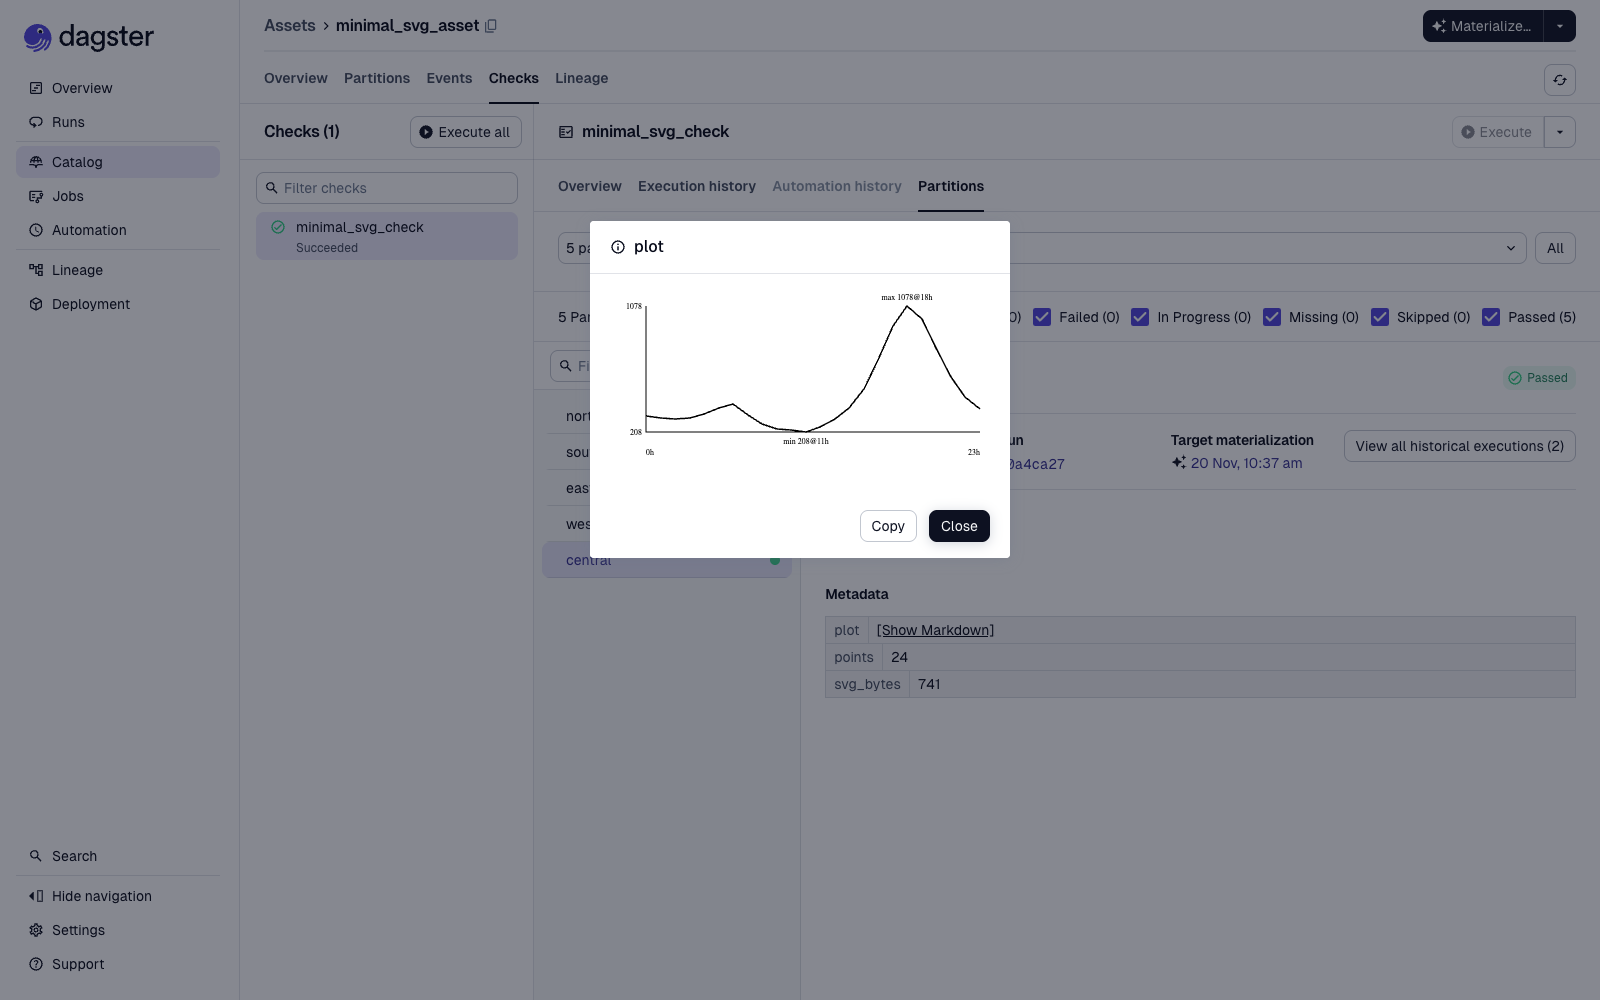 dagster
Overview
Runs
Catalog
Jobs
Automation
Lineage
Deployment
Search
Hide navigation
Settings
Support
Assets > minimal_svg_asset
Materialize...
Overview Partitions Events Checks Lineage
Checks (1)
Execute all
Filter checks
minimal_svg_check
Succeeded
minimal_svg_check
Execute
Overview Execution history Automation history Partitions
All
Failed (0) In Progress (0) Missing (0) Skipped (0) Passed (5)
central
Passed
Target materialization
20 Nov, 10:37 am
View all historical executions (2)
Metadata
plot [Show Markdown]
points 24
svg_bytes 741
plot
max 1078@18h
1078
208
min 208@11h
0h 23h
Copy Close